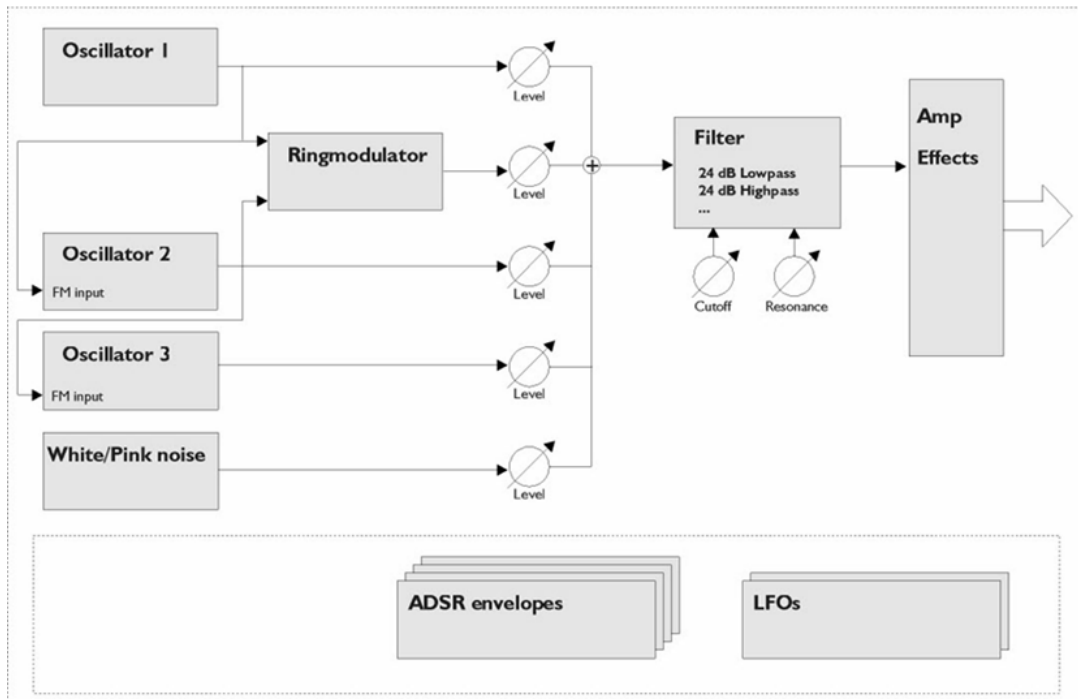 Oscillator 1
Level
Ringmodulator
Level
Oscillator 2
FM input
Level
Oscillator 3
FM input
Level
White/Pink noise
Level
Filter
24 dB Lowpass
24 dB Highpass
...
Cutoff
Resonance
Amp
Effects
ADSR envelopes
LFOs